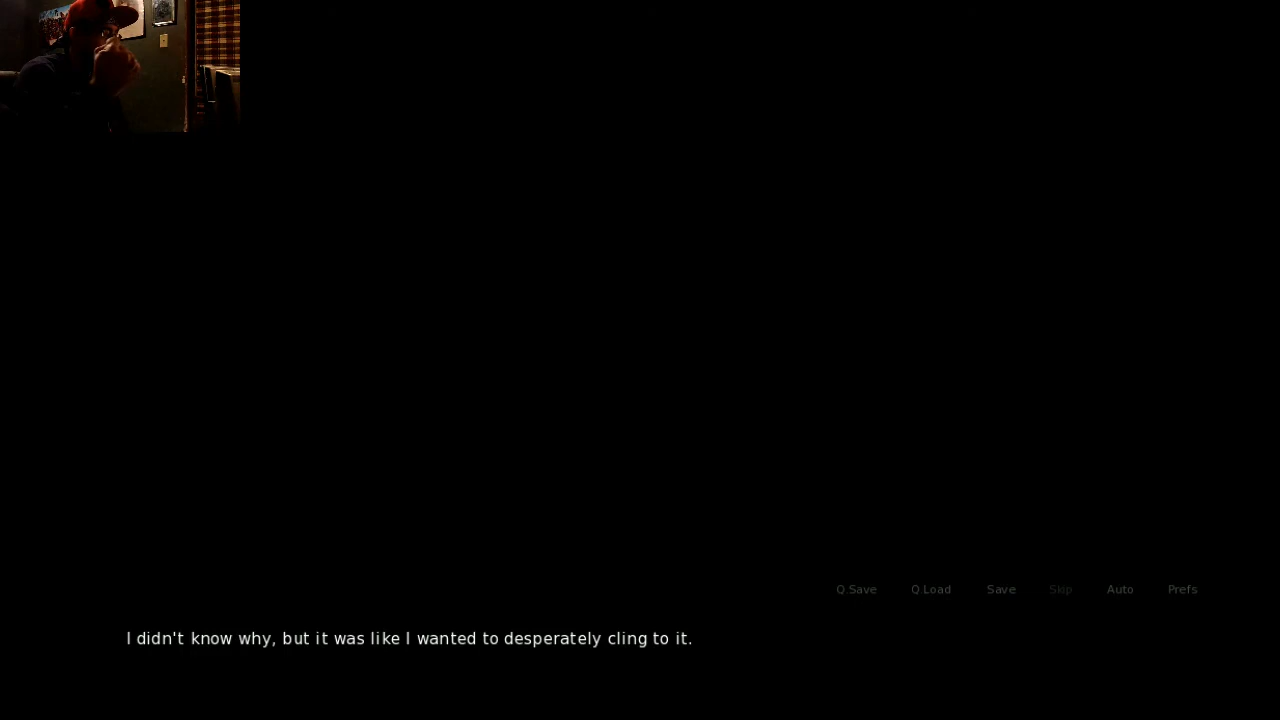 Q.Save Q.Load Save Skip Auto Prefs
I didn't know why, but it was like I wanted to desperately cling to it.